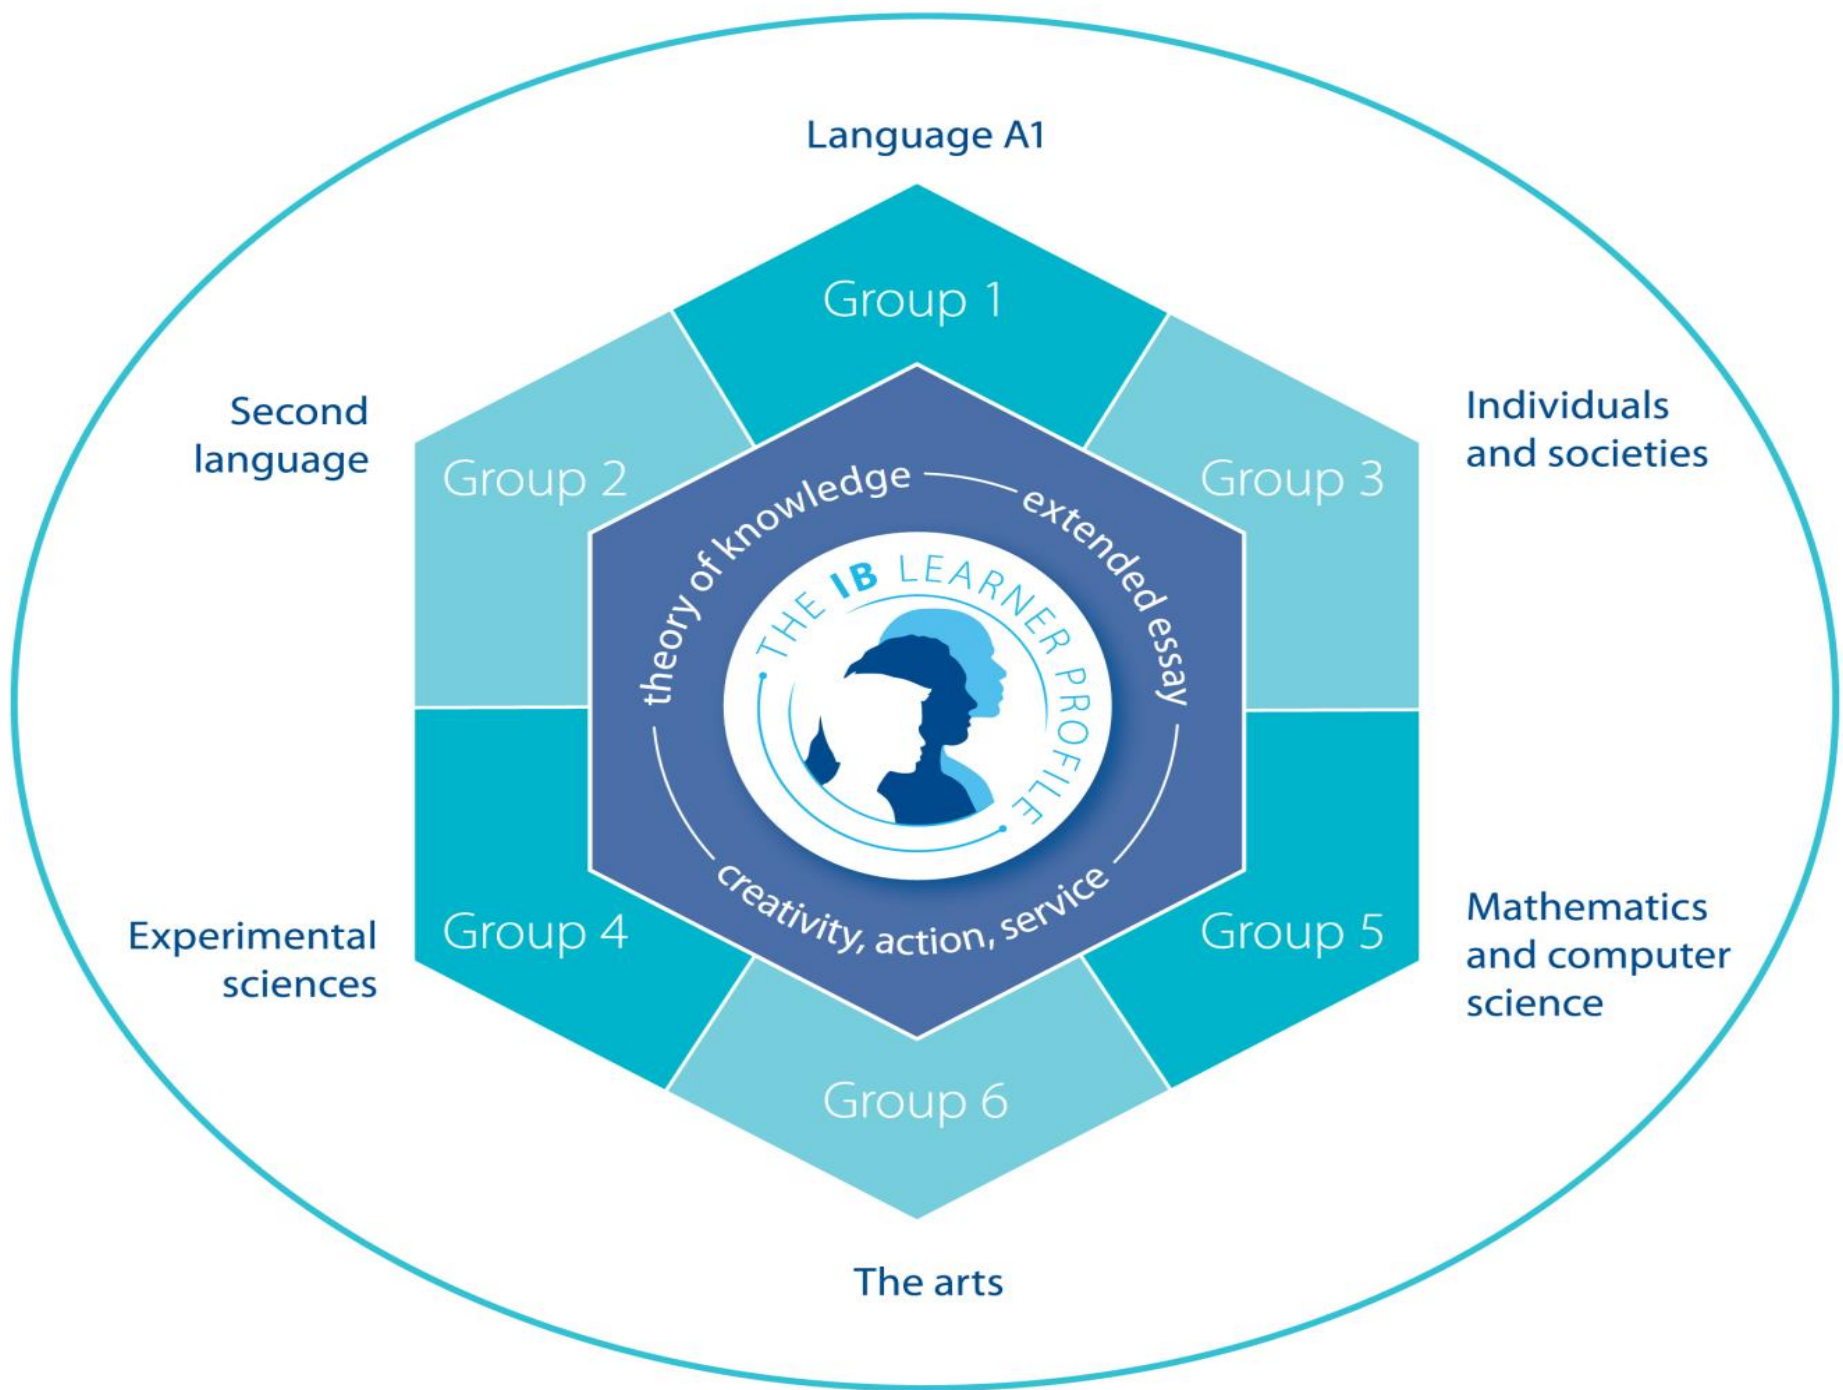 Language A1
Group 1
Second
language
Group 2
Individuals
and societies
Group 3
theory of knowledge
extended essay
THE IB LEARNER PROFILE
creativity, action, service
Experimental
sciences
Group 4
Mathematics
and computer
science
Group 5
Group 6
The arts